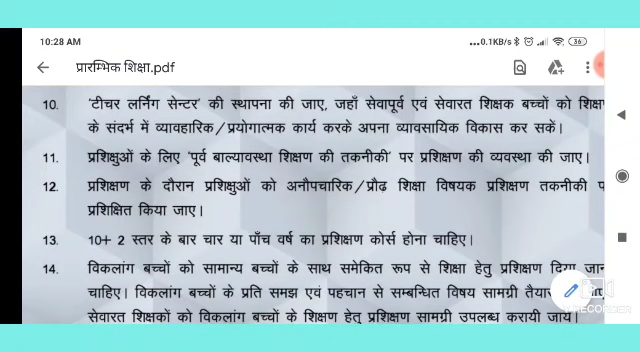 10:28 AM ...0.1KB/s 36
प्रारम्भिक शिक्षा.pdf
10. 'टीचर लर्निंग सेन्टर' की स्थापना की जाए, जहाँ सेवापूर्व एवं सेवारत शिक्षक बच्चों को
के संदर्भ में व्यावहारिक/प्रयोगात्मक कार्य करके अपना व्यावसायिक विकास कर सकें।
11. प्रशिक्षुओं के लिए 'पूर्व बाल्यावस्था शिक्षण की तकनीकी' पर प्रशिक्षण की व्यवस्था की जाए।
12. प्रशिक्षण के दौरान प्रशिक्षुओं को अनौपचारिक/प्रौढ शिक्षा विषयक प्रशिक्षण तकनीकी
प्रशिक्षित किया जाए।
13. 10+ 2 स्तर के बार चार या पाँच वर्ष का प्रशिक्षण कोर्स होना चाहिए।
14. विकलांग बच्चों को सामान्य बच्चों के साथ समेकित रूप से शिक्षा हेतु प्रशिक्षण दिया जान
चाहिए। विकलांग बच्चों के प्रति समझ एवं पहचान से सम्बन्धित विषय सामग्री तैयार
सेवारत शिक्षकों को विकलांग बच्चों के शिक्षण हेतु प्रशिक्षण सामग्री उपलब्ध करायी जाये।
RECORDER